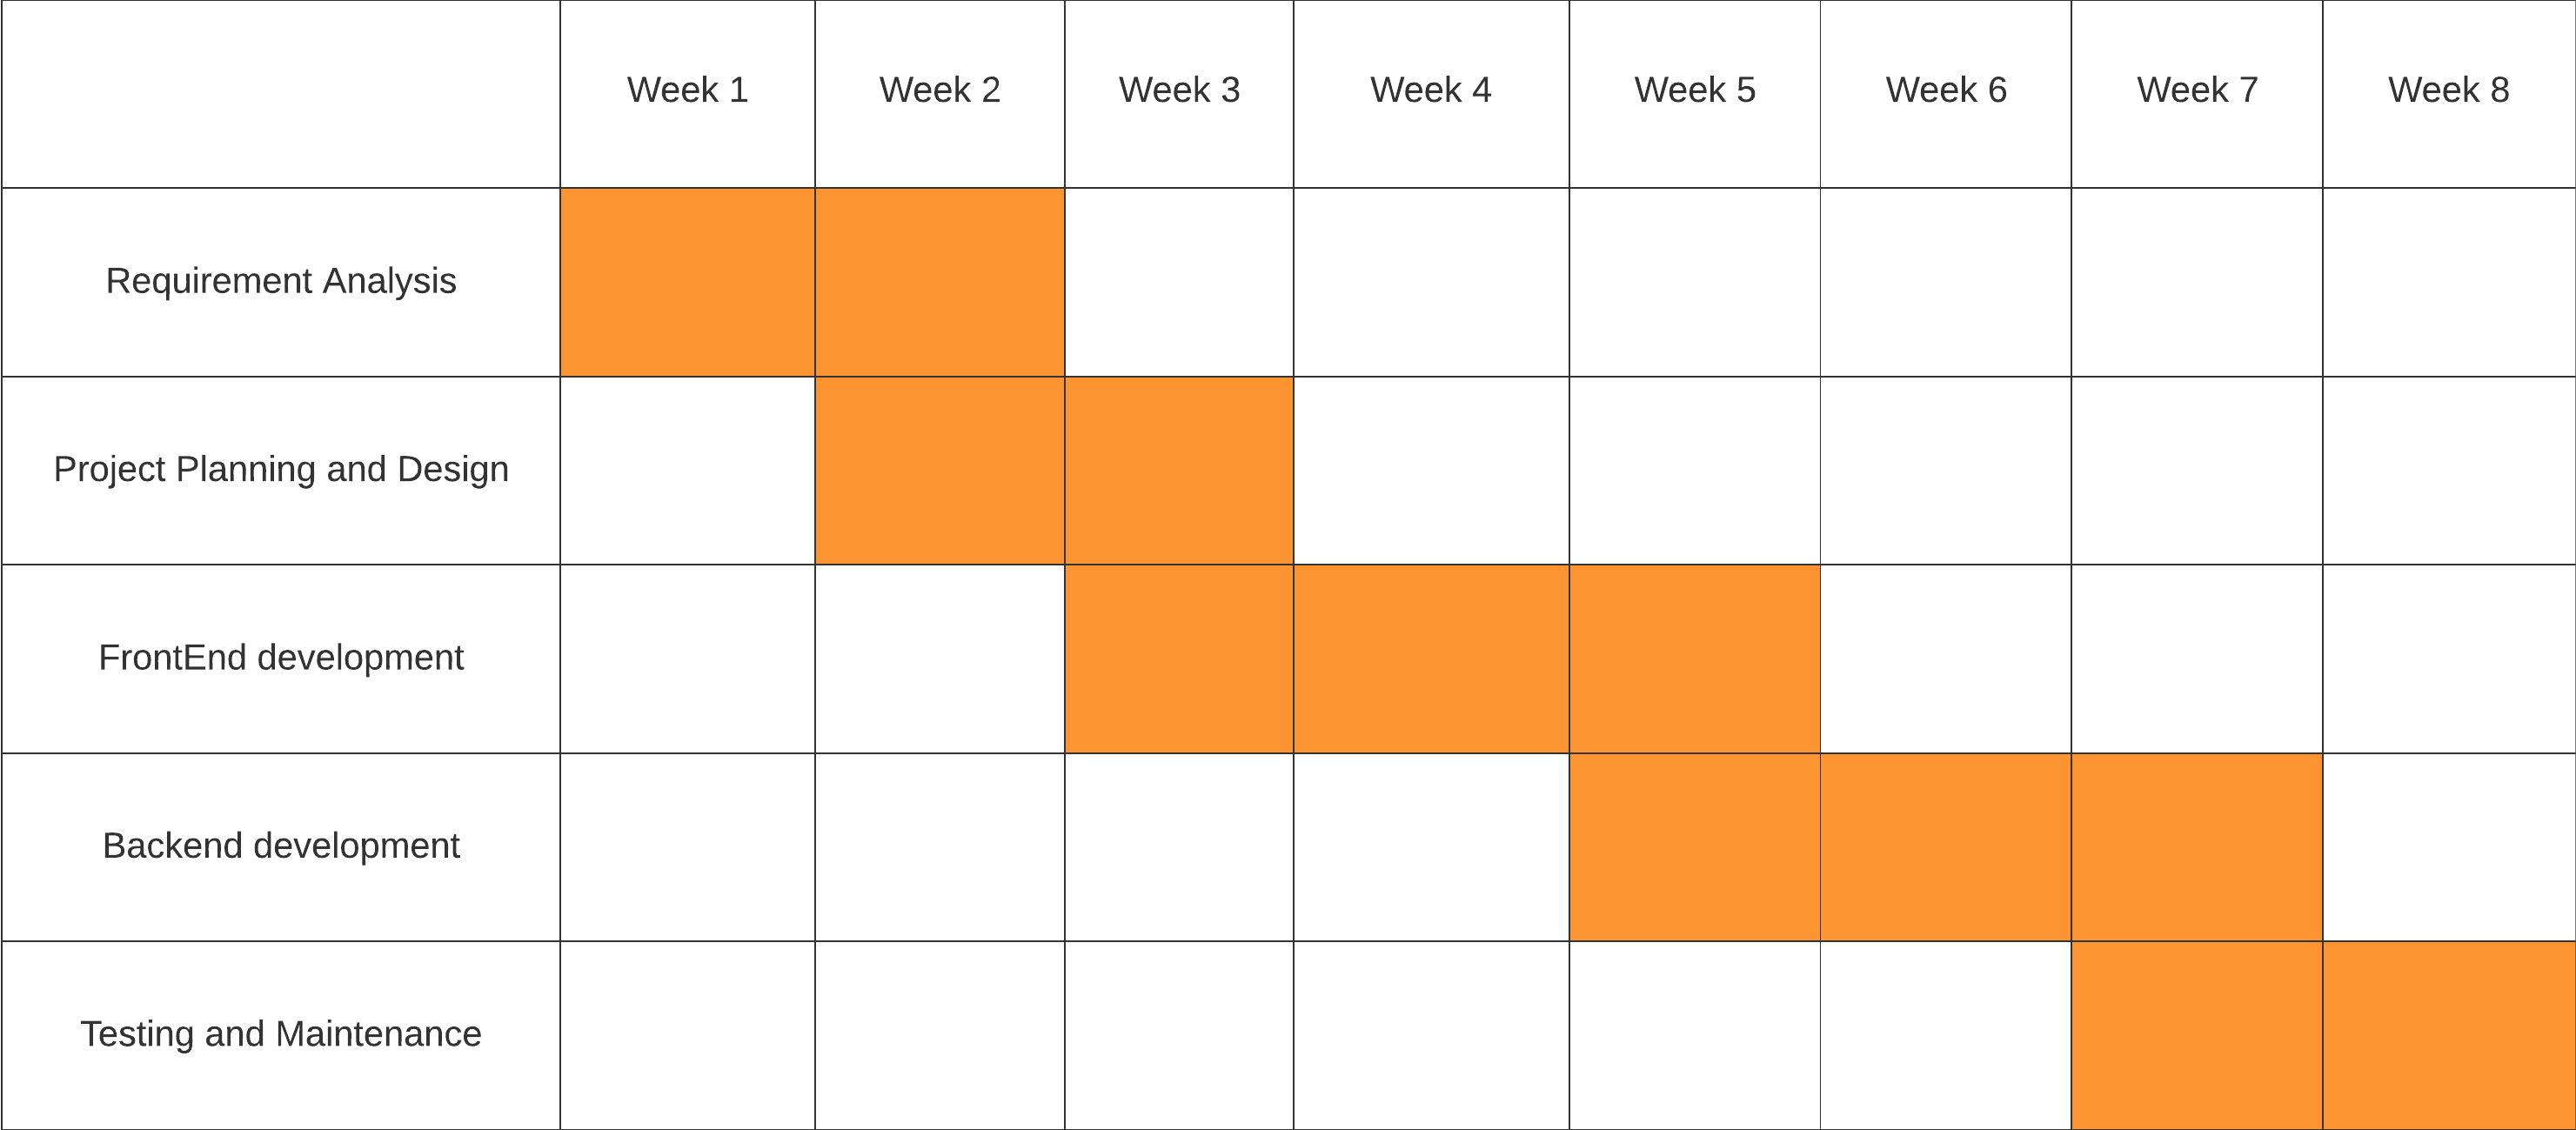 Week 1
Week 2
Week 3
Week 4
Week 5
Week 6
Week 7
Week 8
Requirement Analysis
Project Planning and Design
FrontEnd development
Backend development
Testing and Maintenance